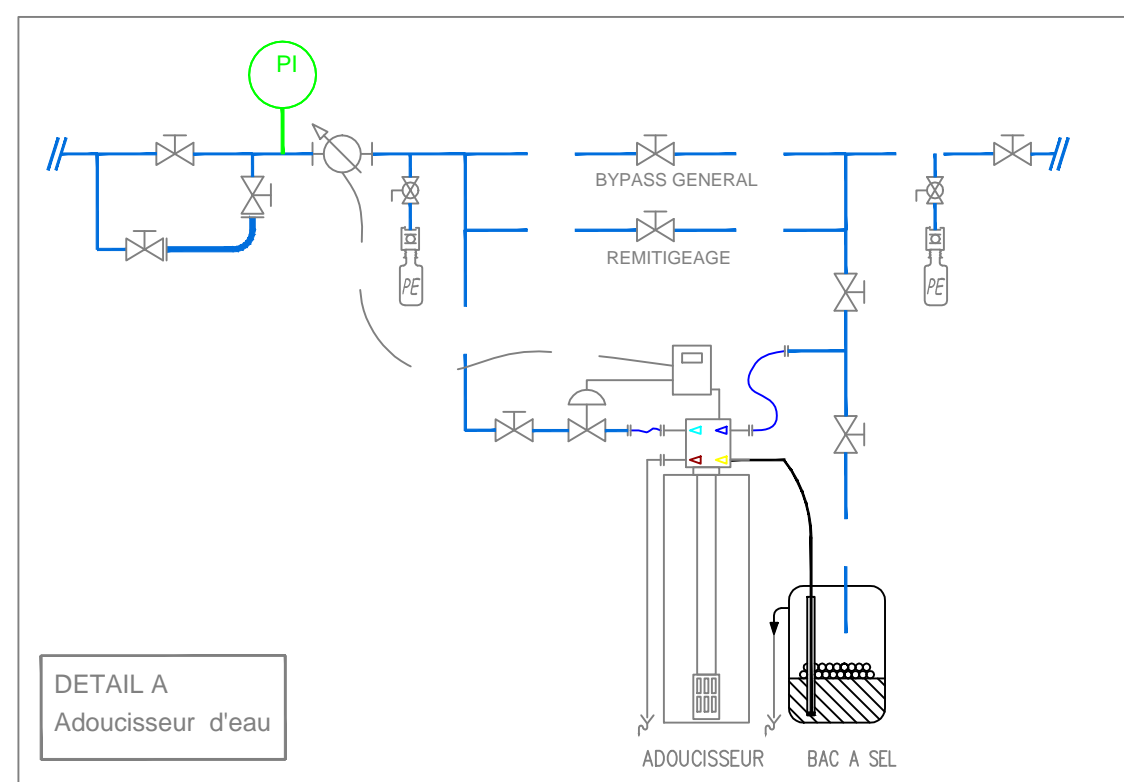 PI
BYPASS GENERAL
REMITIGEAGE
PE
PE
DETAIL A
Adoucisseur d'eau
ADOUCISSEUR
BAC A SEL